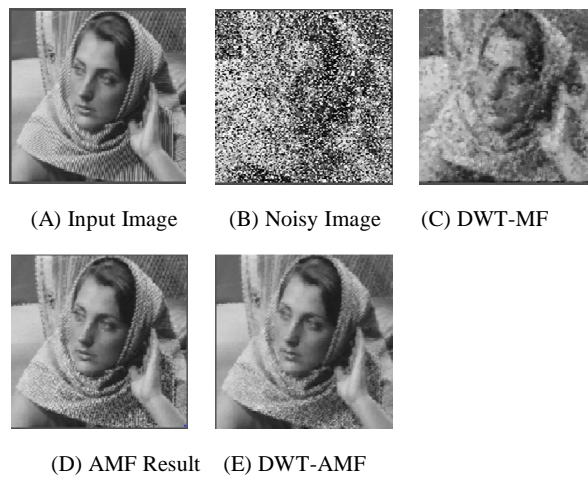 (A) Input Image (B) Noisy Image (C) DWT-MF
(D) AMF Result (E) DWT-AMF